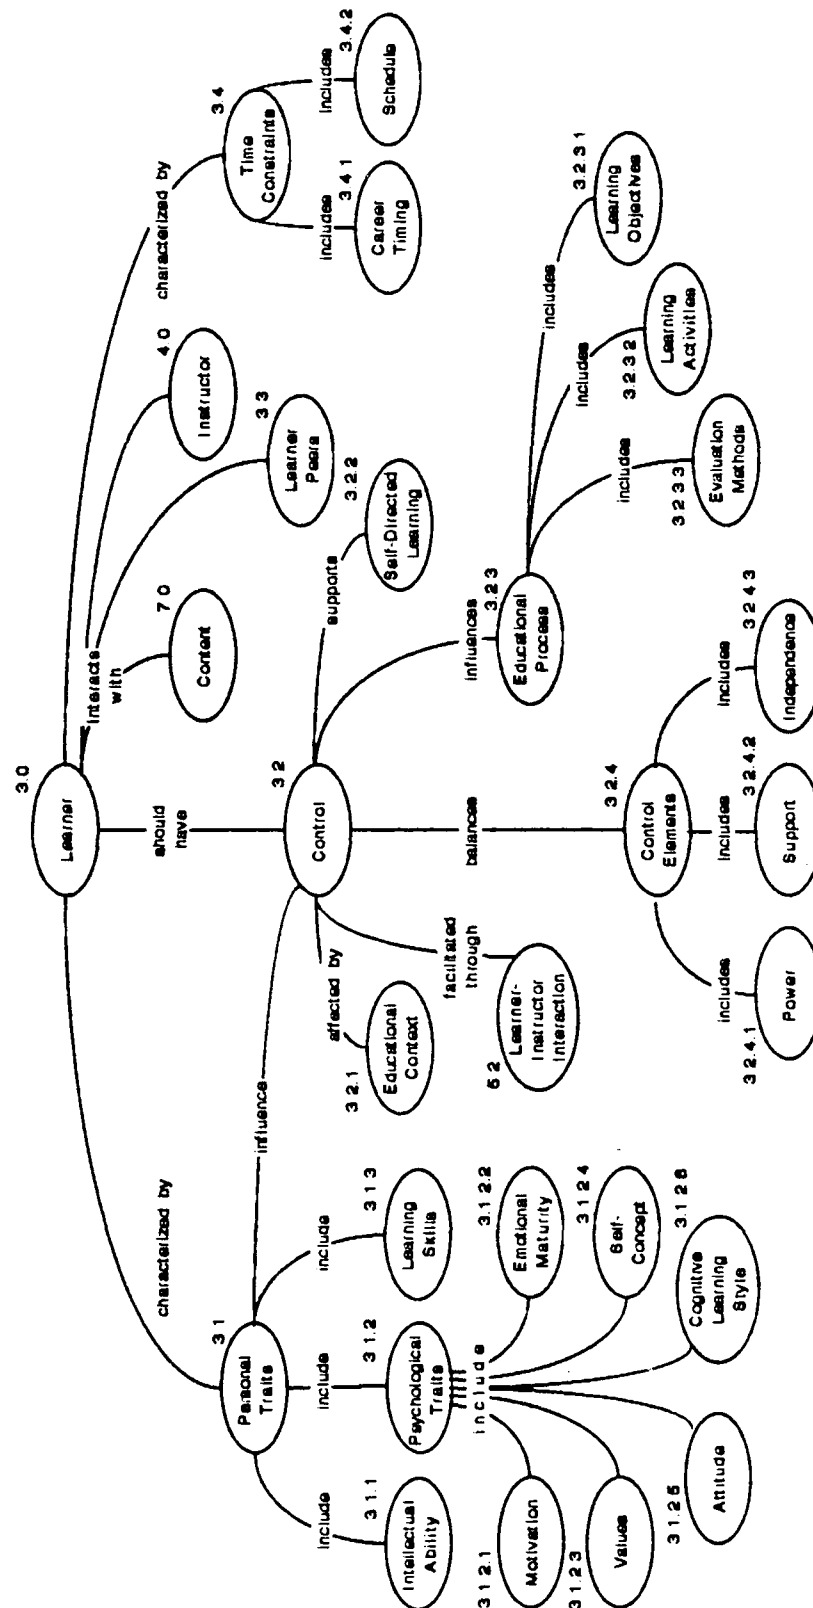 3.0
Learner
characterized by
should
have
interacts
with
characterized by
3 1
Personal
Traits
influence
3 2
Control
7 0
Content
3 3
Learner
Peers
4.0
Instructor
3.4
Time
Constraints
include
include
include
3 1.1
Intellectual
Ability
3 1.2
Psychological
Traits
3 1 3
Learning
Skills
affected by
3 2.1
Educational
Context
facilitated
through
5 2
Learner-
Instructor
Interaction
supports
3.2.2
Self-Directed
Learning
includes
includes
3 4 1
Career
Timing
3.4.2
Schedule
include
3 1 2.1
Motivation
3.1 2.2
Emotional
Maturity
3 1.2 3
Values
3 1 2 4
Self-
Concept
3 1.2 5
Attitude
3.1 2 6
Cognitive
Learning
Style
balances
influences
3.2 3
Educational
Process
includes
includes
includes
3.2.3 1
Learning
Objectives
3.2.3 2
Learning
Activities
3 2 3 3
Evaluation
Methods
3 2.4
Control
Elements
includes
includes
includes
3 2.4.1
Power
3 2.4.2
Support
3 2 4 3
Independence